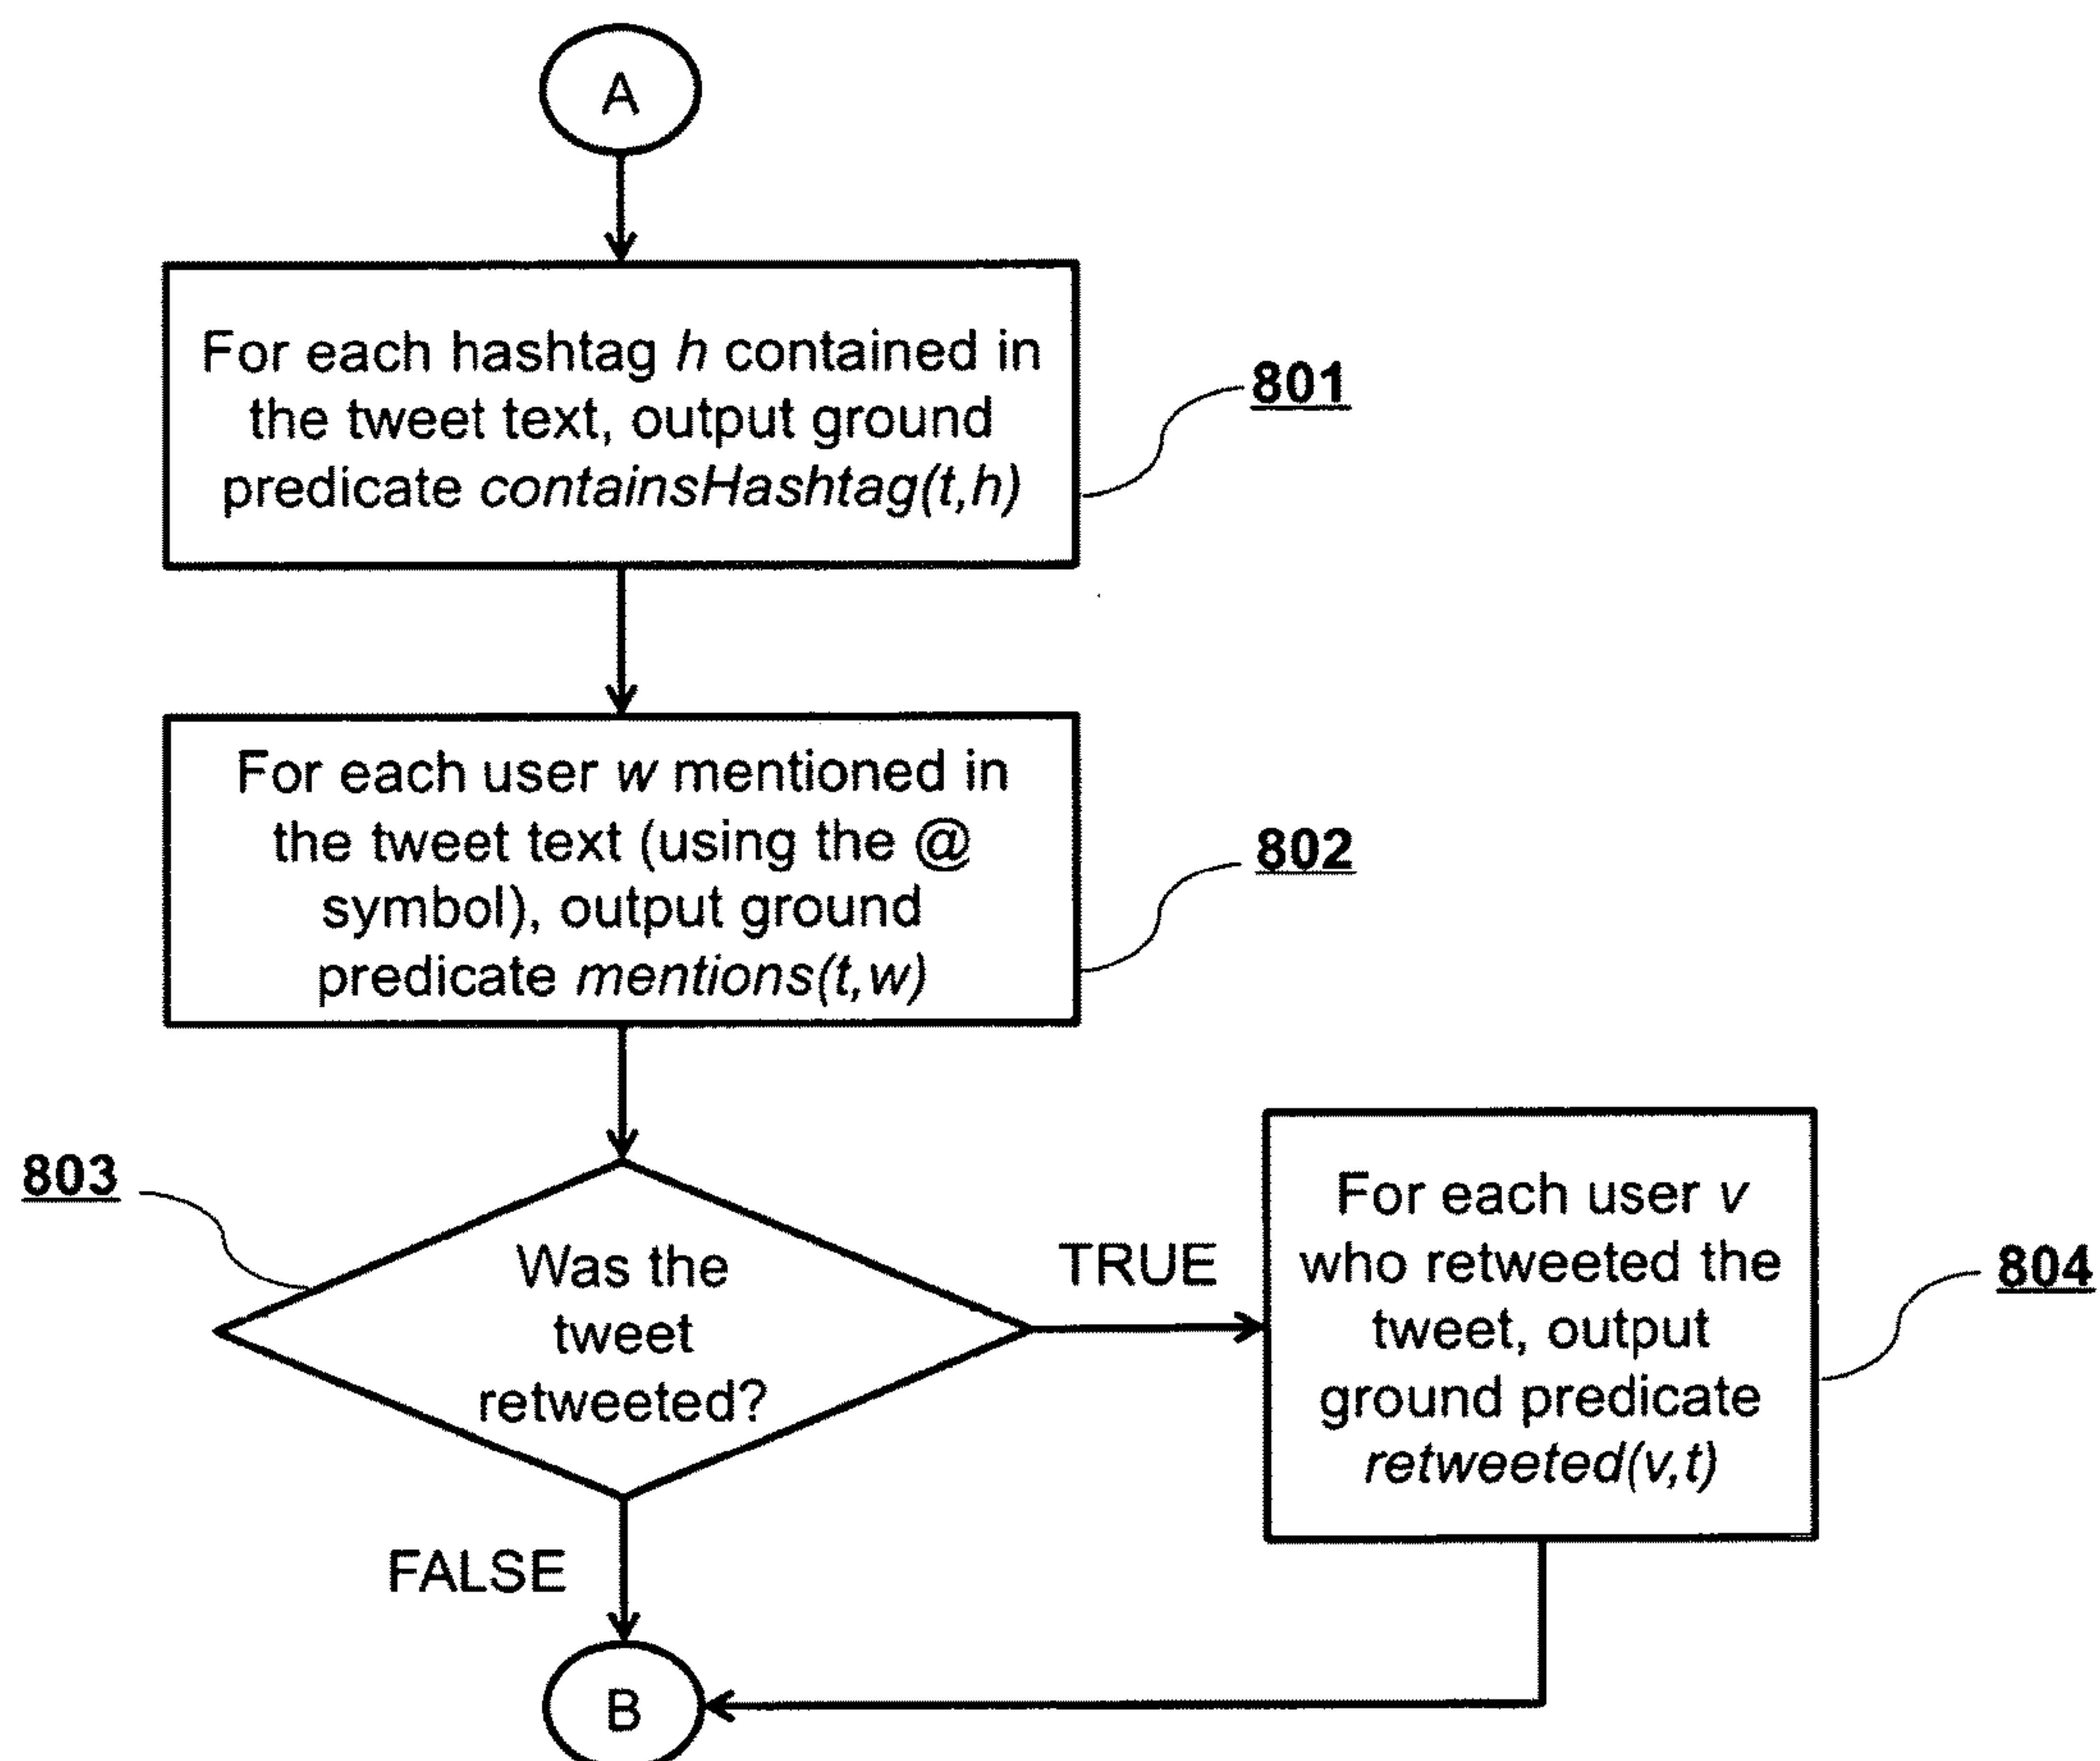 A
For each hashtag h contained in
the tweet text, output ground
predicate containsHashtag(t,h)
801
For each user w mentioned in
the tweet text (using the @
symbol), output ground
predicate mentions(t,w)
802
803
Was the
tweet
retweeted?
TRUE
For each user v
who retweeted the
tweet, output
ground predicate
retweeted(v,t)
804
FALSE
B